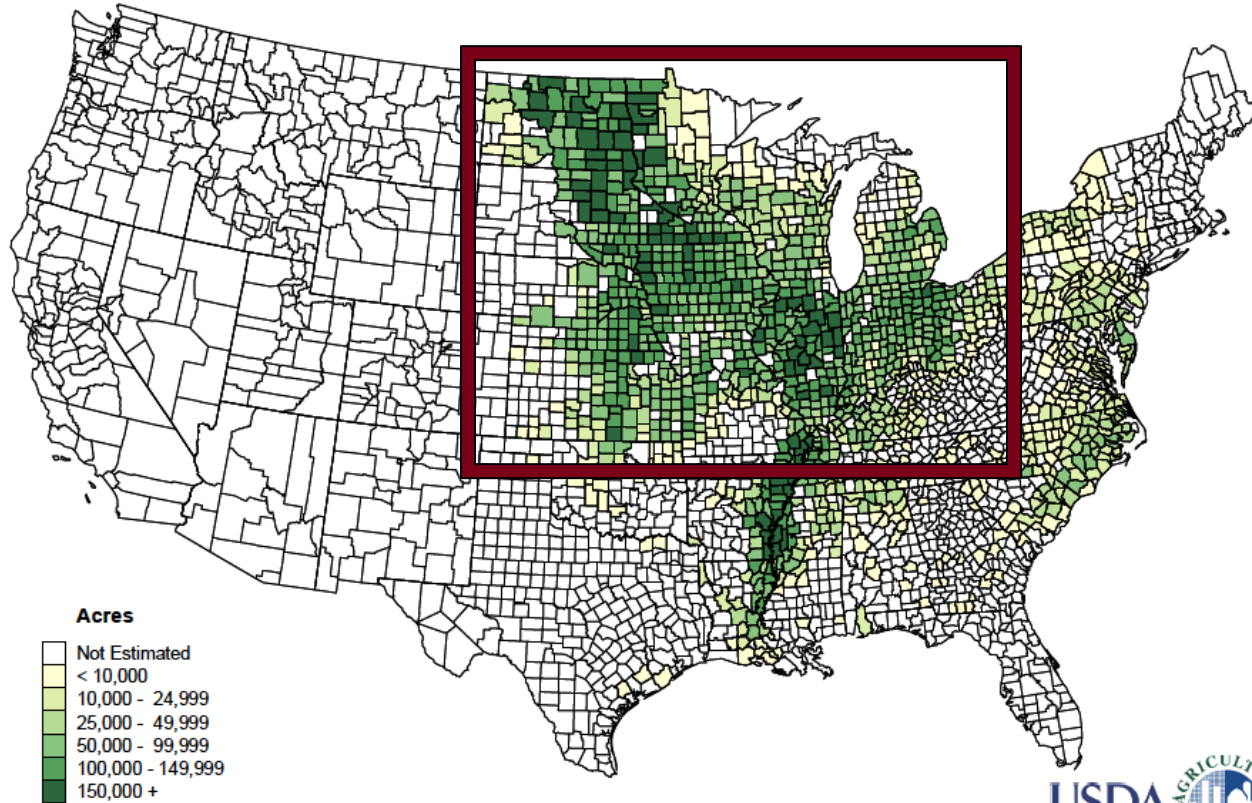 Acres
Not Estimated
< 10,000
10,000 - 24,999
25,000 - 49,999
50,000 - 99,999
100,000 - 149,999
150,000 +
USDA